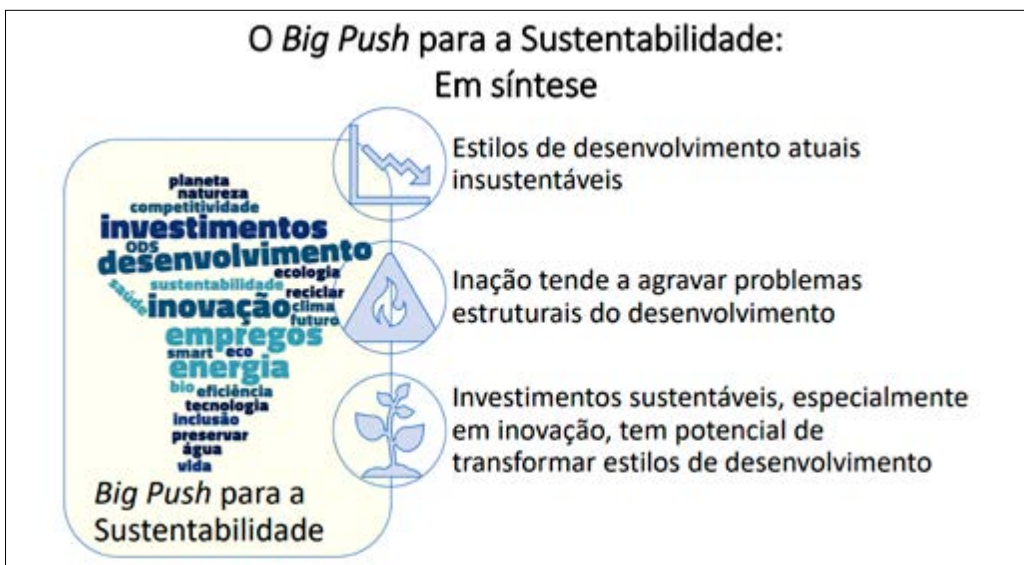 O Big Push para a Sustentabilidade:
Em síntese
planeta
natureza
competitividade
investimentos
ODS
desenvolvimento
ecologia
saúde
sustentabilidade
reciclar
inovação
clima
futuro
empregos
smart eco
energia
bio eficiência
tecnologia
inclusão
preservar
água
vida
Big Push para a
Sustentabilidade
Estilos de desenvolvimento atuais
insustentáveis
Inação tende a agravar problemas
estruturais do desenvolvimento
Investimentos sustentáveis, especialmente
em inovação, tem potencial de
transformar estilos de desenvolvimento